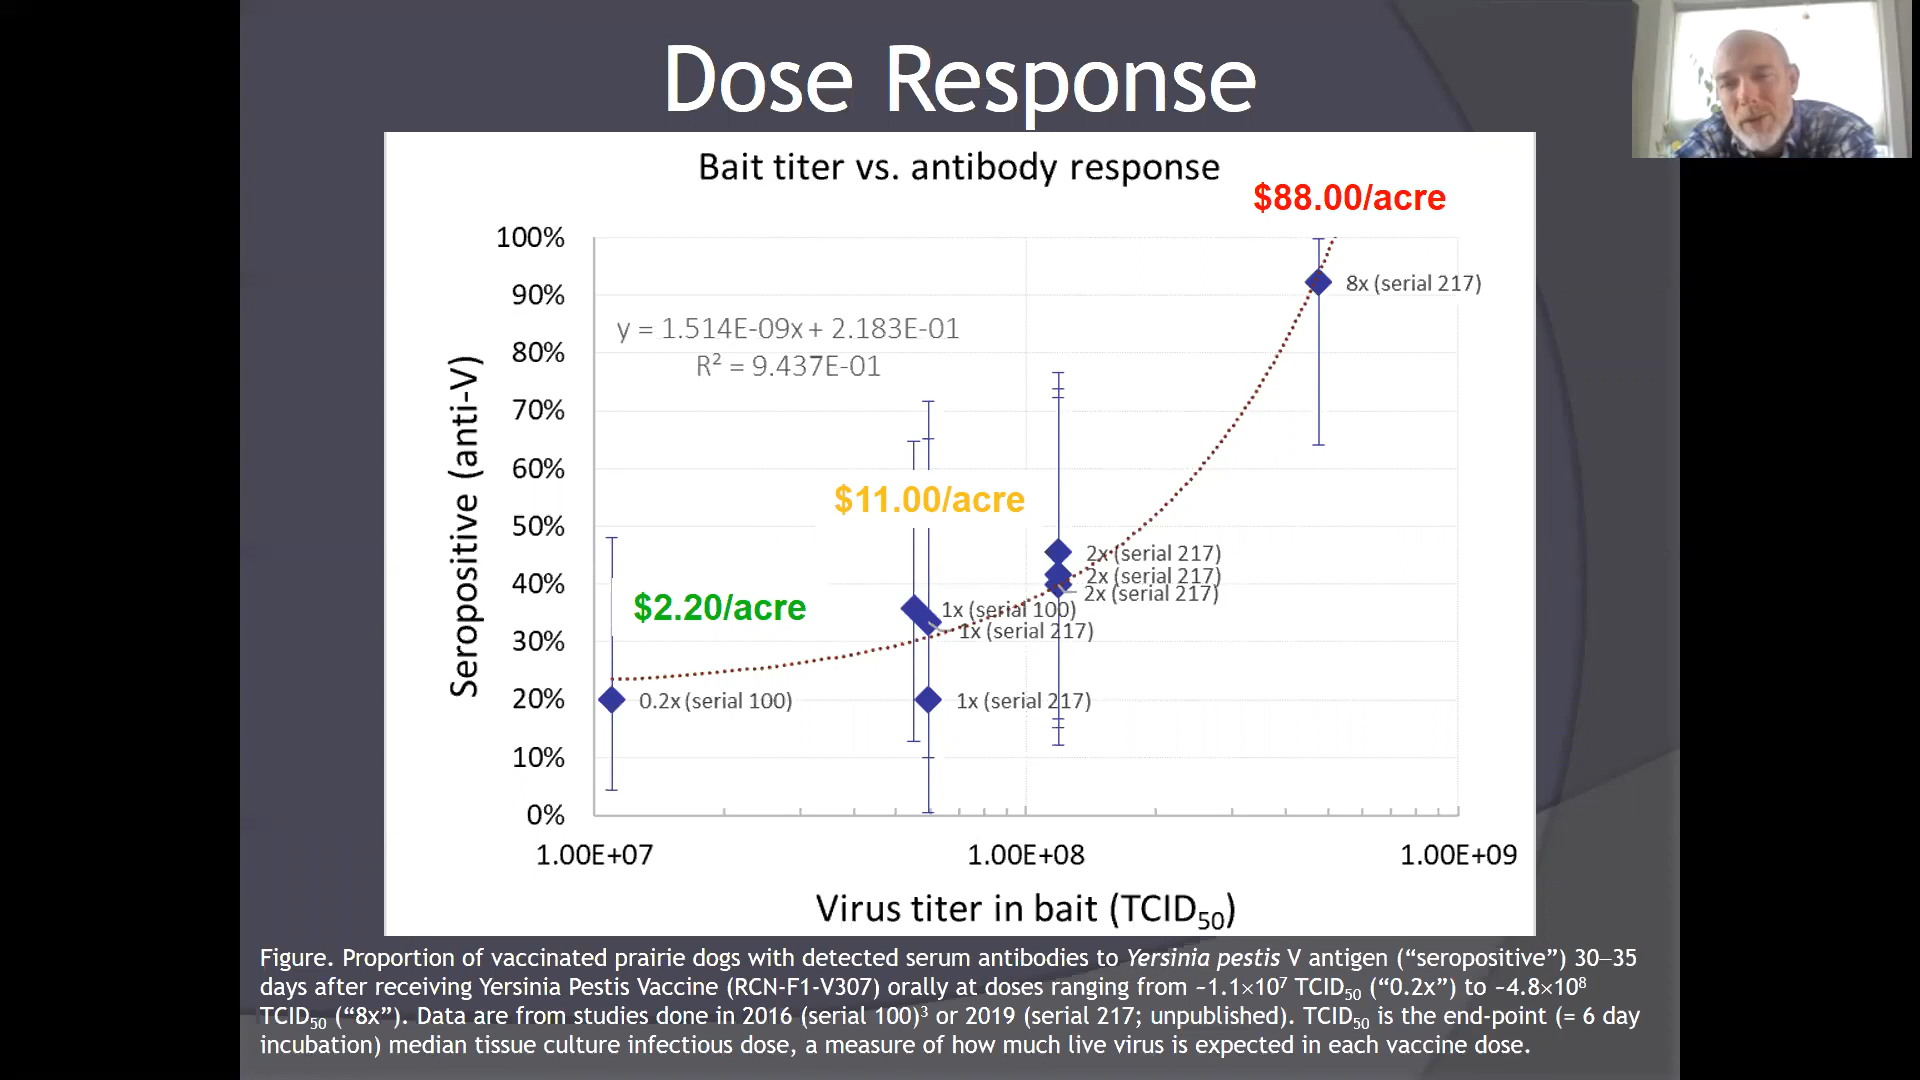 Dose Response
Bait titer vs. antibody response
$88.00/acre
100%
90%
80%
70%
60%
50%
40%
30%
20%
10%
0%
Seropositive (anti-V)
y = 1.514E-09x + 2.183E-01
R² = 9.437E-01
8x (serial 217)
$11.00/acre
2x (serial 217)
2x (serial 217)
2x (serial 217)
$2.20/acre
1x (serial 100)
1x (serial 217)
0.2x (serial 100)
1x (serial 217)
1.00E+07
1.00E+08
1.00E+09
Virus titer in bait (TCID₅₀)
Figure. Proportion of vaccinated prairie dogs with detected serum antibodies to Yersinia pestis V antigen (“seropositive”) 30–35
days after receiving Yersinia Pestis Vaccine (RCN-F1-V307) orally at doses ranging from ~1.1×10⁷ TCID₅₀ (“0.2x”) to ~4.8×10⁸
TCID₅₀ (“8x”). Data are from studies done in 2016 (serial 100)³ or 2019 (serial 217; unpublished). TCID₅₀ is the end-point (= 6 day
incubation) median tissue culture infectious dose, a measure of how much live virus is expected in each vaccine dose.